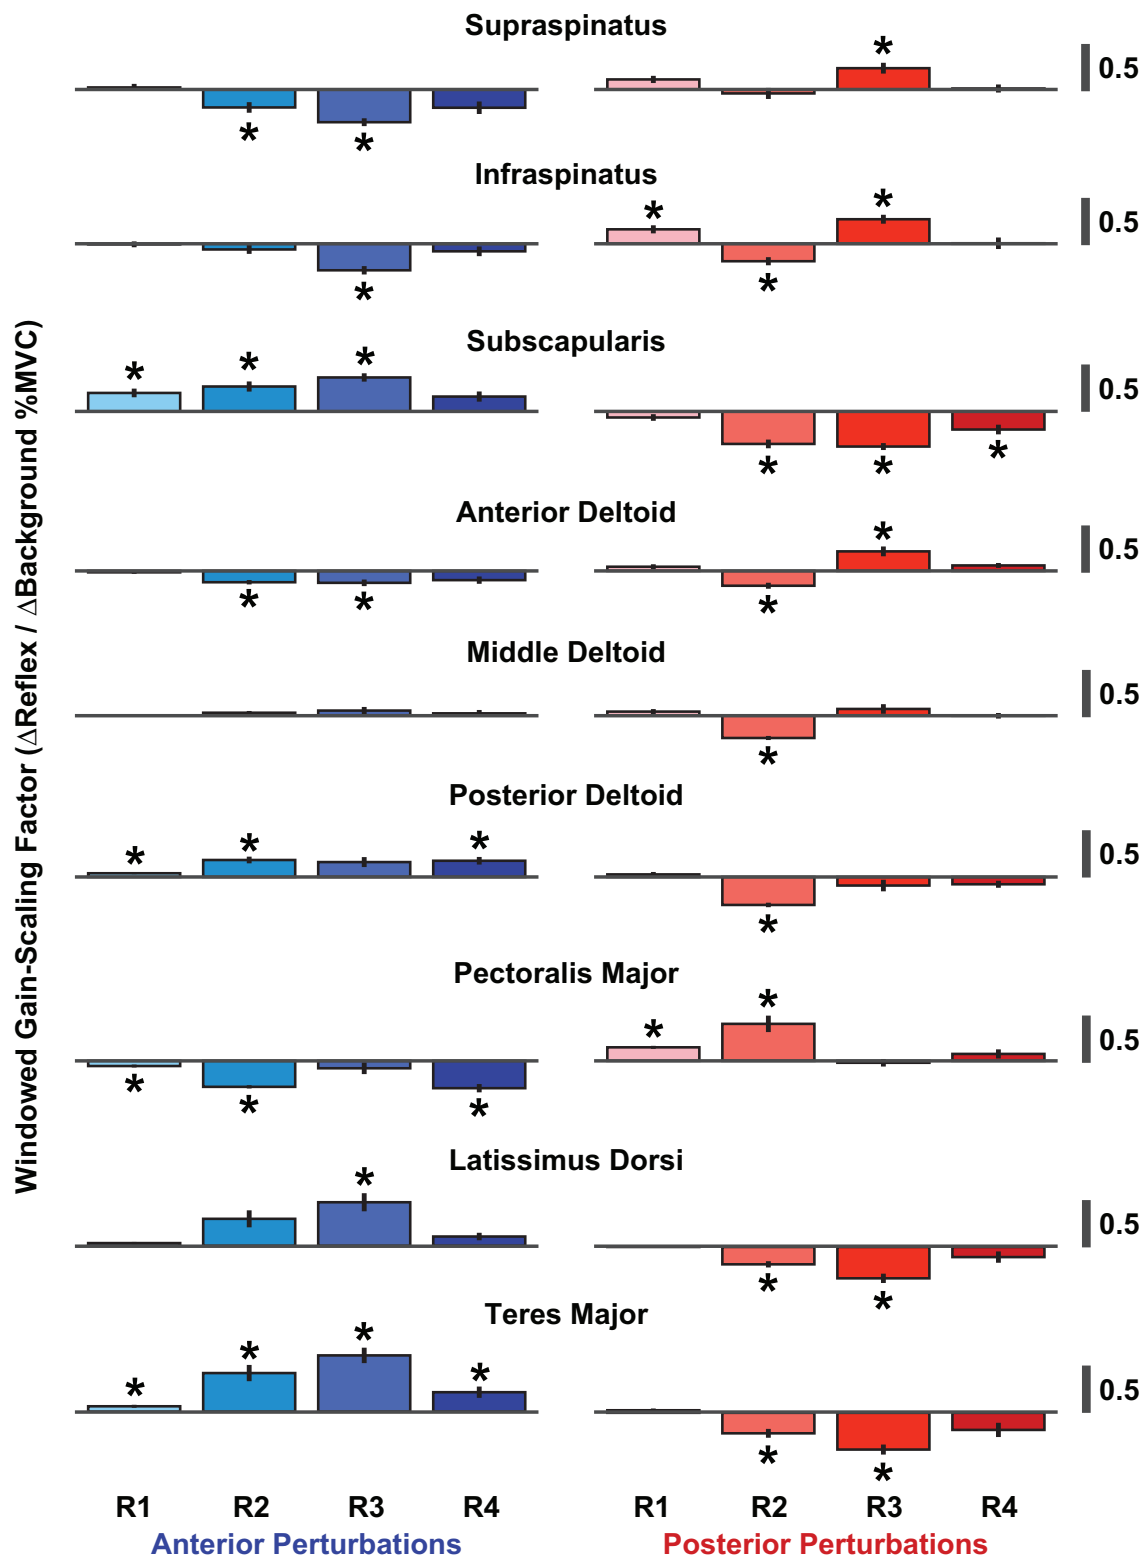 Supraspinatus
0.5
* * *
Infraspinatus
0.5
* * * *
Subscapularis
0.5
* * * * * *
Anterior Deltoid
0.5
* * * *
Middle Deltoid
0.5
*
Posterior Deltoid
0.5
* * * *
Pectoralis Major
0.5
* * * * *
Latissimus Dorsi
0.5
* * *
Teres Major
0.5
* * * * * *
Windowed Gain-Scaling Factor (ΔReflex / ΔBackground %MVC)
R1 R2 R3 R4 R1 R2 R3 R4
Anterior Perturbations Posterior Perturbations